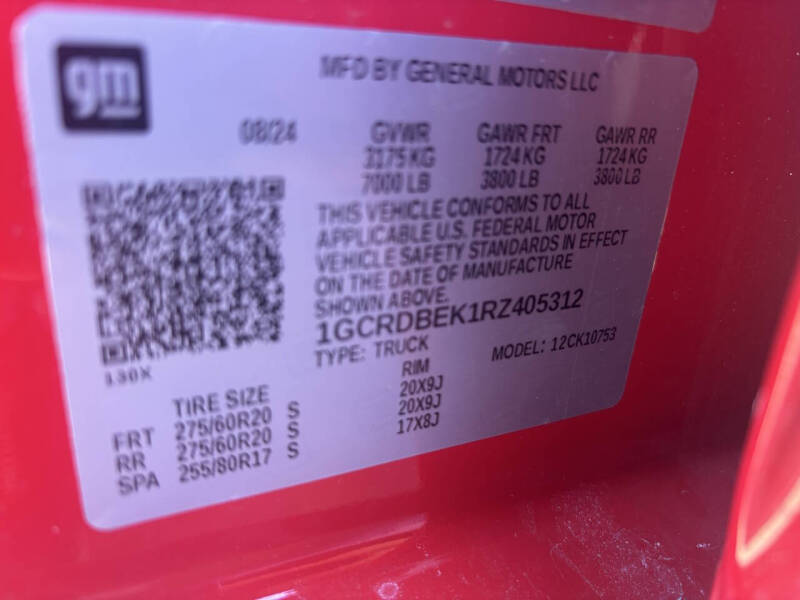 gm
MFD BY GENERAL MOTORS LLC
08/24 GVWR GAWR FRT GAWR RR
3175 KG 1724 KG 1724 KG
7000 LB 3800 LB 3800 LB
THIS VEHICLE CONFORMS TO ALL
APPLICABLE U.S. FEDERAL MOTOR
VEHICLE SAFETY STANDARDS IN EFFECT
ON THE DATE OF MANUFACTURE
SHOWN ABOVE.
1GCRDBEK1RZ405312
TYPE: TRUCK MODEL: 12CK10753
130X
TIRE SIZE RIM
FRT 275/60R20 S 20X9J
RR 275/60R20 S 20X9J
SPA 255/80R17 S 17X8J